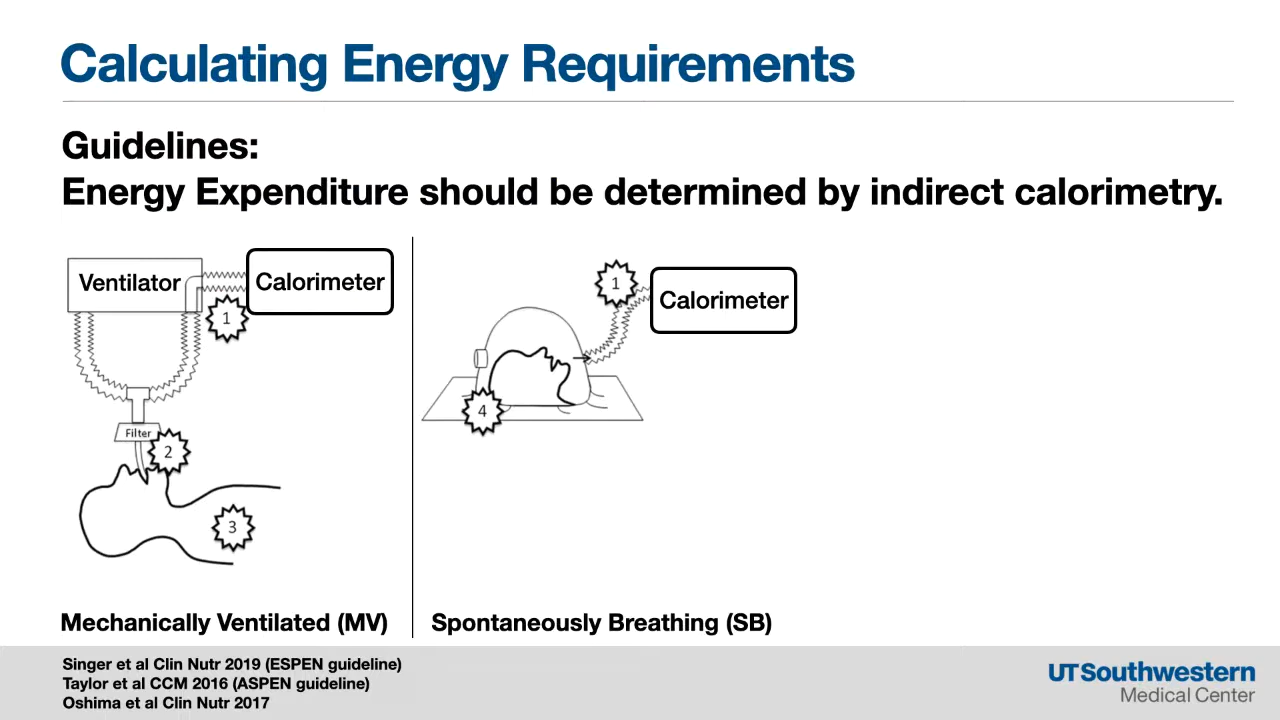 Calculating Energy Requirements
Guidelines:
Energy Expenditure should be determined by indirect calorimetry.
Ventilator
Calorimeter
1
Filter
2
3
Mechanically Ventilated (MV)
1
Calorimeter
4
Spontaneously Breathing (SB)
Singer et al Clin Nutr 2019 (ESPEN guideline)
Taylor et al CCM 2016 (ASPEN guideline)
Oshima et al Clin Nutr 2017
UTSouthwestern
Medical Center